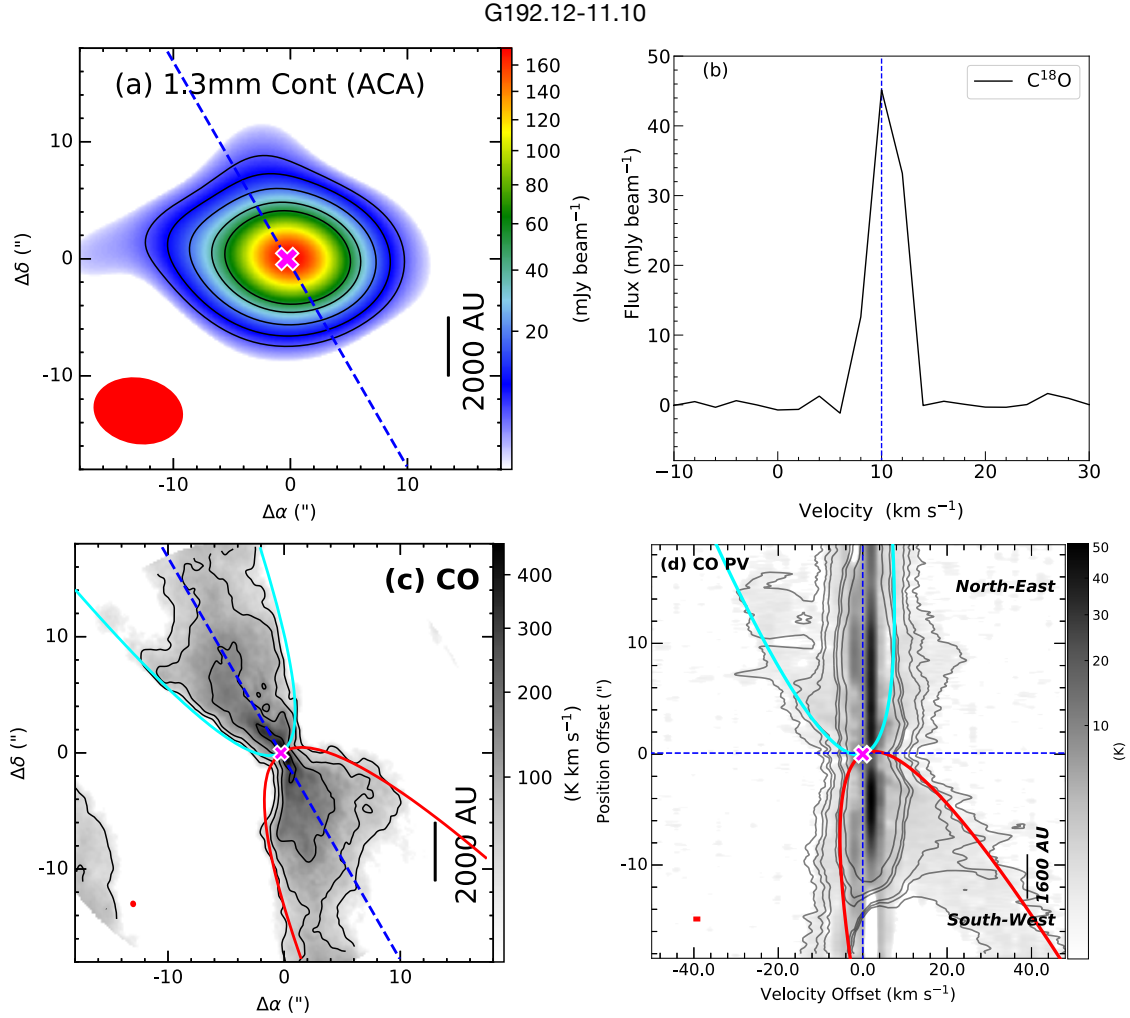 G192.12-11.10
(a) 1.3mm Cont (ACA)
10
0
-10
-10
0
10
Δδ (")
Δα (")
2000 AU
160
140
120
100
80
60
40
20
(mJy beam⁻¹)
(b)
C¹⁸O
50
40
30
20
10
0
−10
−10
0
10
20
30
Flux (mJy beam⁻¹)
Velocity (km s⁻¹)
(c) CO
10
0
-10
-10
0
10
Δδ (")
Δα (")
2000 AU
400
300
200
100
(K km s⁻¹)
(d) CO PV
North-East
South-West
1600 AU
10
0
-10
-40.0
-20.0
0.0
20.0
40.0
Position Offset (")
Velocity Offset (km s⁻¹)
50
40
30
20
10
(K)